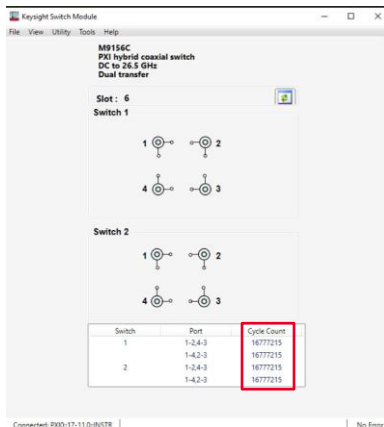 Keysight Switch Module
File View Utility Tools Help
M9156C
PXI hybrid coaxial switch
DC to 26.5 GHz
Dual transfer
Slot : 6
Switch 1
1 2
4 3
Switch 2
1 2
4 3
Switch Port Cycle Count
1 1-2,4-3 16777215
1-4,2-3 16777215
2 1-2,4-3 16777215
1-4,2-3 16777215
Connected: PXI0::17-11.0::INSTR No Error